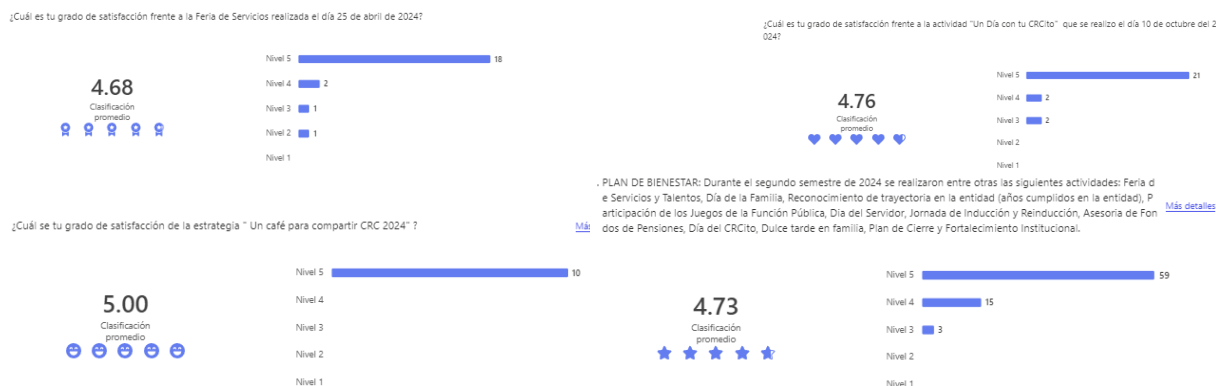 ¿Cuál es tu grado de satisfacción frente a la Feria de Servicios realizada el día 25 de abril de 2024?
4.68
Clasificación
promedio
Nivel 5 18
Nivel 4 2
Nivel 3 1
Nivel 2 1
Nivel 1
¿Cuál es tu grado de satisfacción frente a la actividad "Un Día con tu CRCito" que se realizo el día 10 de octubre del 2
024?
4.76
Clasificación
promedio
Nivel 5 21
Nivel 4 2
Nivel 3 2
Nivel 2
Nivel 1
¿Cuál se tu grado de satisfacción de la estrategia " Un café para compartir CRC 2024" ?
Más
5.00
Clasificación
promedio
Nivel 5 10
Nivel 4
Nivel 3
Nivel 2
Nivel 1
. PLAN DE BIENESTAR: Durante el segundo semestre de 2024 se realizaron entre otras las siguientes actividades: Feria d
e Servicios y Talentos, Día de la Familia, Reconocimiento de trayectoria en la entidad (años cumplidos en la entidad), P
articipación de los Juegos de la Función Pública, Dia del Servidor, Jornada de Inducción y Reinducción, Asesoria de Fon
dos de Pensiones, Día del CRCito, Dulce tarde en familia, Plan de Cierre y Fortalecimiento Institucional.
Más detalles
4.73
Clasificación
promedio
Nivel 5 59
Nivel 4 15
Nivel 3 3
Nivel 2
Nivel 1